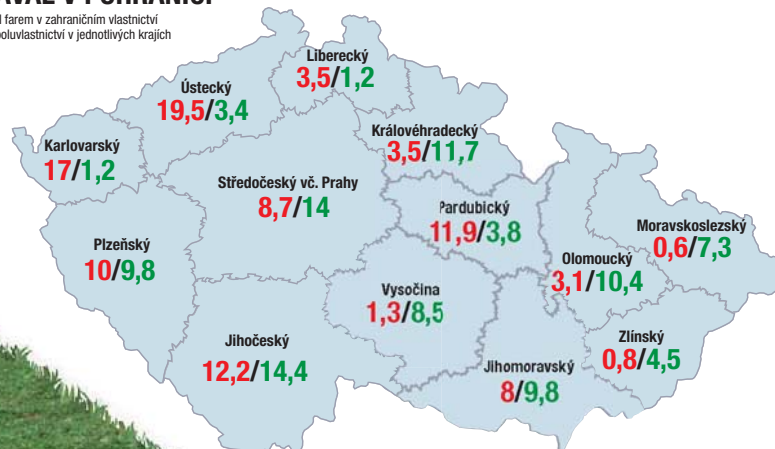 V POHRANIČÍ
farem v zahraničním vlastnictví
v jednotlivých krajích
Liberecký
3,5/1,2
Ústecký
19,5/3,4
Královéhradecký
3,5/11,7
Karlovarský
17/1,2
Středočeský vč. Prahy
8,7/14
Pardubický
11,9/3,8
Moravskoslezský
0,6/7,3
Plzeňský
10/9,8
Olomoucký
3,1/10,4
Vysočina
1,3/8,5
Zlínský
0,8/4,5
Jihočeský
12,2/14,4
Jihomoravský
8/9,8